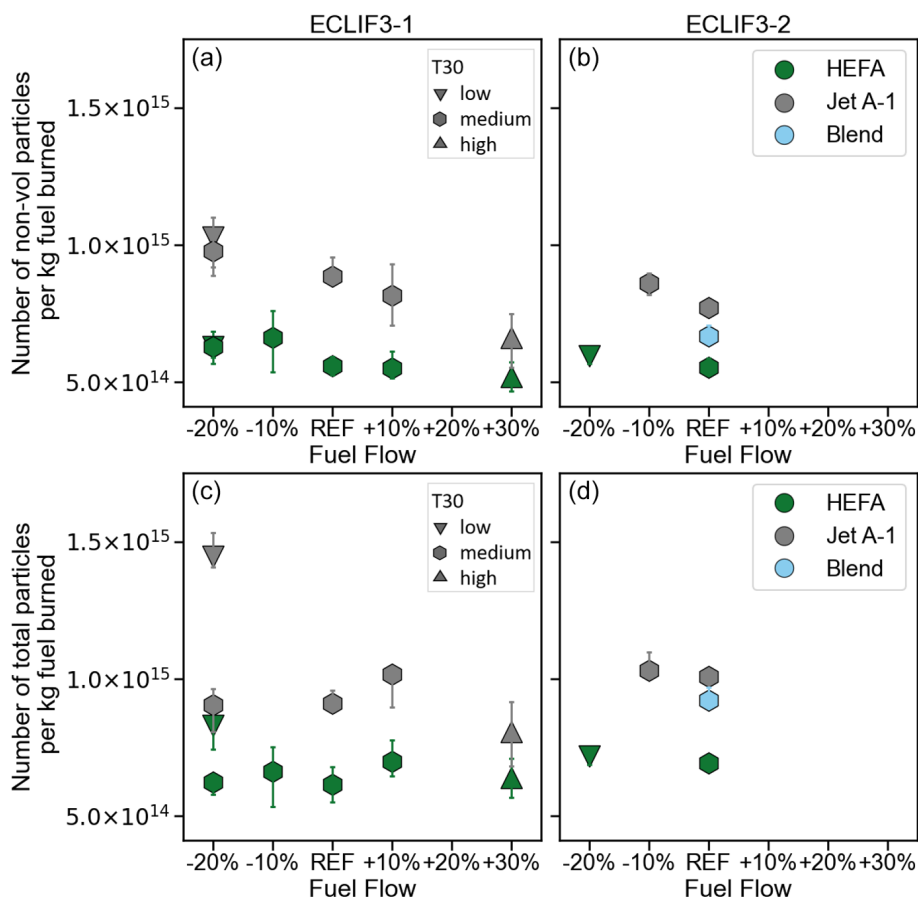 ECLIF3-1
ECLIF3-2
(a)
T30
low
medium
high
(b)
HEFA
Jet A-1
Blend
Number of non-vol particles
per kg fuel burned
1.5×10¹⁵
1.0×10¹⁵
5.0×10¹⁴
-20% -10% REF +10% +20% +30%
Fuel Flow
-20% -10% REF +10% +20% +30%
Fuel Flow
(c)
T30
low
medium
high
(d)
HEFA
Jet A-1
Blend
Number of total particles
per kg fuel burned
1.5×10¹⁵
1.0×10¹⁵
5.0×10¹⁴
-20% -10% REF +10% +20% +30%
Fuel Flow
-20% -10% REF +10% +20% +30%
Fuel Flow